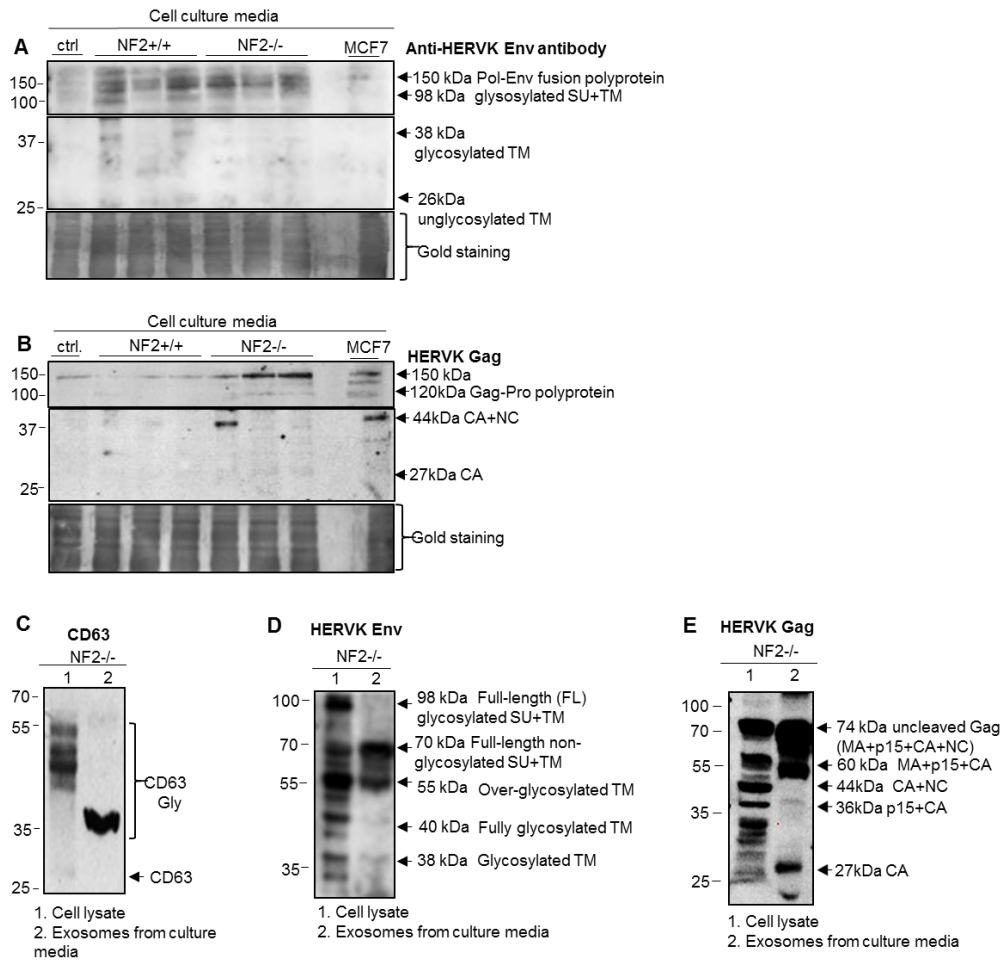 Cell culture media
A
ctrl NF2+/+ NF2-/- MCF7 Anti-HERVK Env antibody
150 150 kDa Pol-Env fusion polyprotein
100 98 kDa glysosylated SU+TM
37 38 kDa
glycosylated TM
25 26kDa
unglycosylated TM
Gold staining
Cell culture media
B
ctrl. NF2+/+ NF2-/- MCF7 HERVK Gag
150 150 kDa
100 120kDa Gag-Pro polyprotein
37 44kDa CA+NC
25 27kDa CA
Gold staining
C
CD63
NF2-/-
1 2
70
55
35
25
CD63
Gly
CD63
1. Cell lysate
2. Exosomes from culture
media
D
HERVK Env
NF2-/-
1 2
100
70
55
35
98 kDa Full-length (FL)
glycosylated SU+TM
70 kDa Full-length non-
glycosylated SU+TM
55 kDa Over-glycosylated TM
40 kDa Fully glycosylated TM
38 kDa Glycosylated TM
1. Cell lysate
2. Exosomes from culture media
E
HERVK Gag
NF2-/-
1 2
100
70
55
35
25
74 kDa uncleaved Gag
(MA+p15+CA+NC)
60 kDa MA+p15+CA
44kDa CA+NC
36kDa p15+CA
27kDa CA
1. Cell lysate
2. Exosomes from culture media